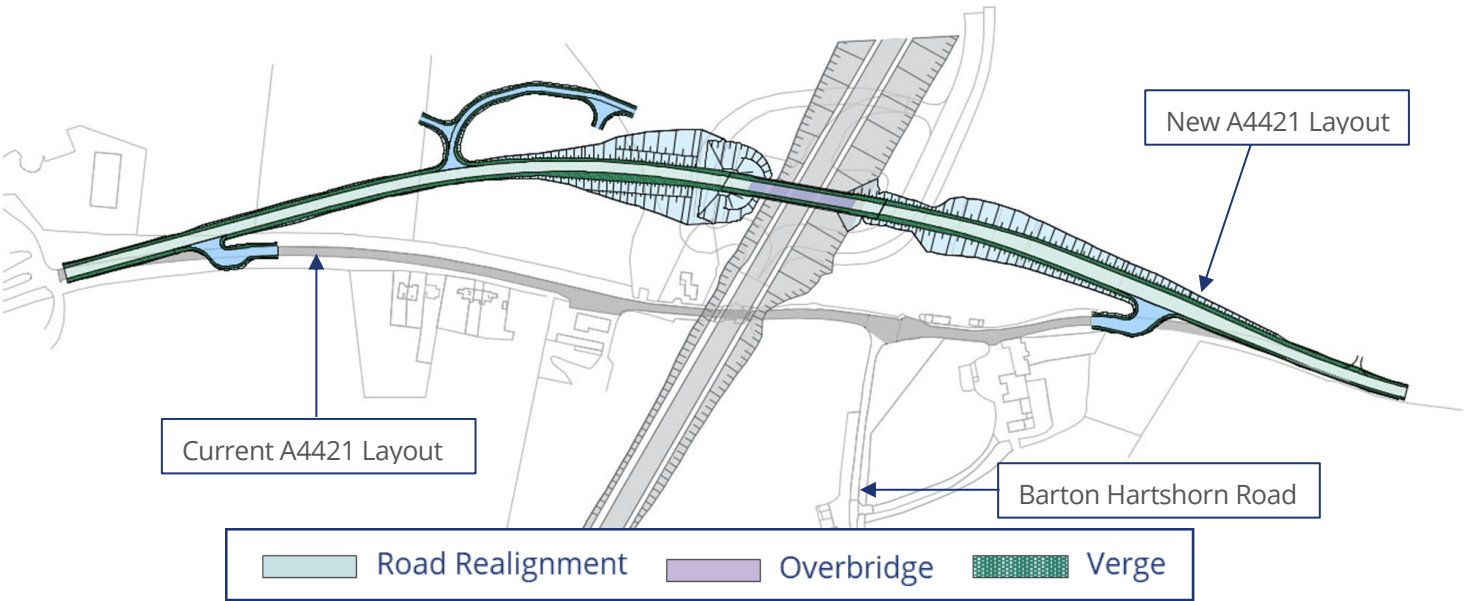 New A4421 Layout
Current A4421 Layout
Barton Hartshorn Road
Road Realignment
Overbridge
Verge